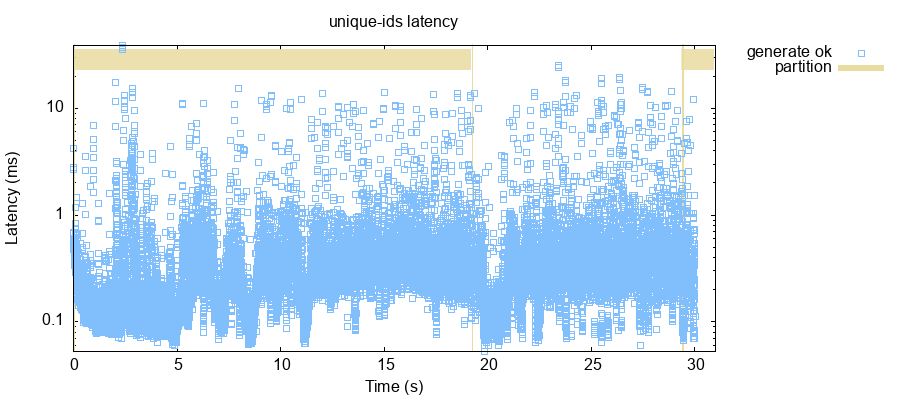 unique-ids latency
generate ok
partition
10
1
0.1
Latency (ms)
0
5
10
15
20
25
30
Time (s)